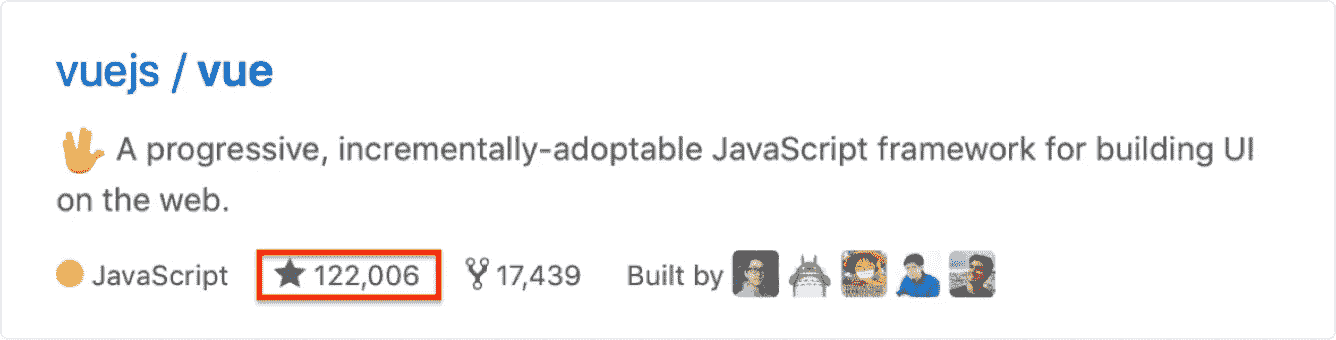 vuejs / vue
🖖 A progressive, incrementally-adoptable JavaScript framework for building UI
on the web.
JavaScript ★ 122,006 17,439 Built by